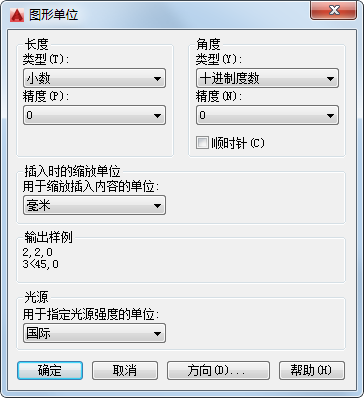 图形单位
长度
类型(T):
小数
精度(P):
0
角度
类型(Y):
十进制度数
精度(N):
0
顺时针(C)
插入时的缩放单位
用于缩放插入内容的单位:
毫米
输出样例
2,2,0
3<45,0
光源
用于指定光源强度的单位:
国际
确定
取消
方向(D)...
帮助(H)